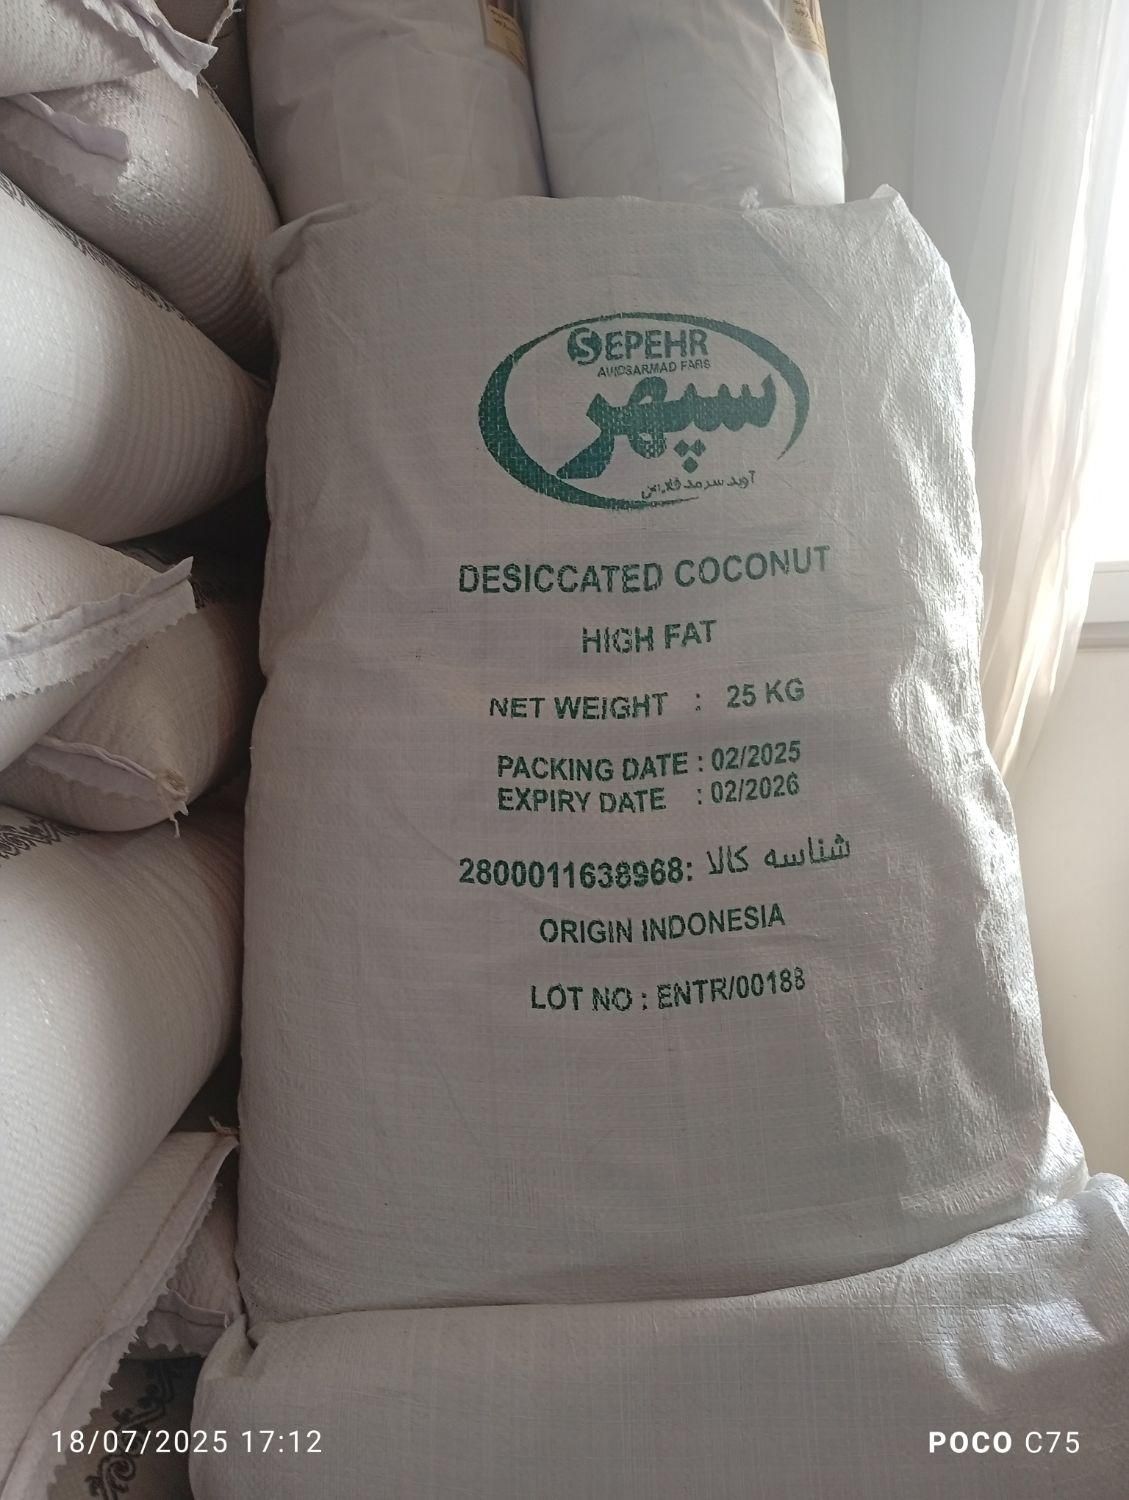 SEPEHR
AVIDSARMAD FARS
سپهر
آوید سرمد فارس
DESICCATED COCONUT
HIGH FAT
NET WEIGHT : 25 KG
PACKING DATE : 02/2025
EXPIRY DATE : 02/2026
شناسه کالا :2800011638968
ORIGIN INDONESIA
LOT NO : ENTR/00188
18/07/2025 17:12
POCO C75